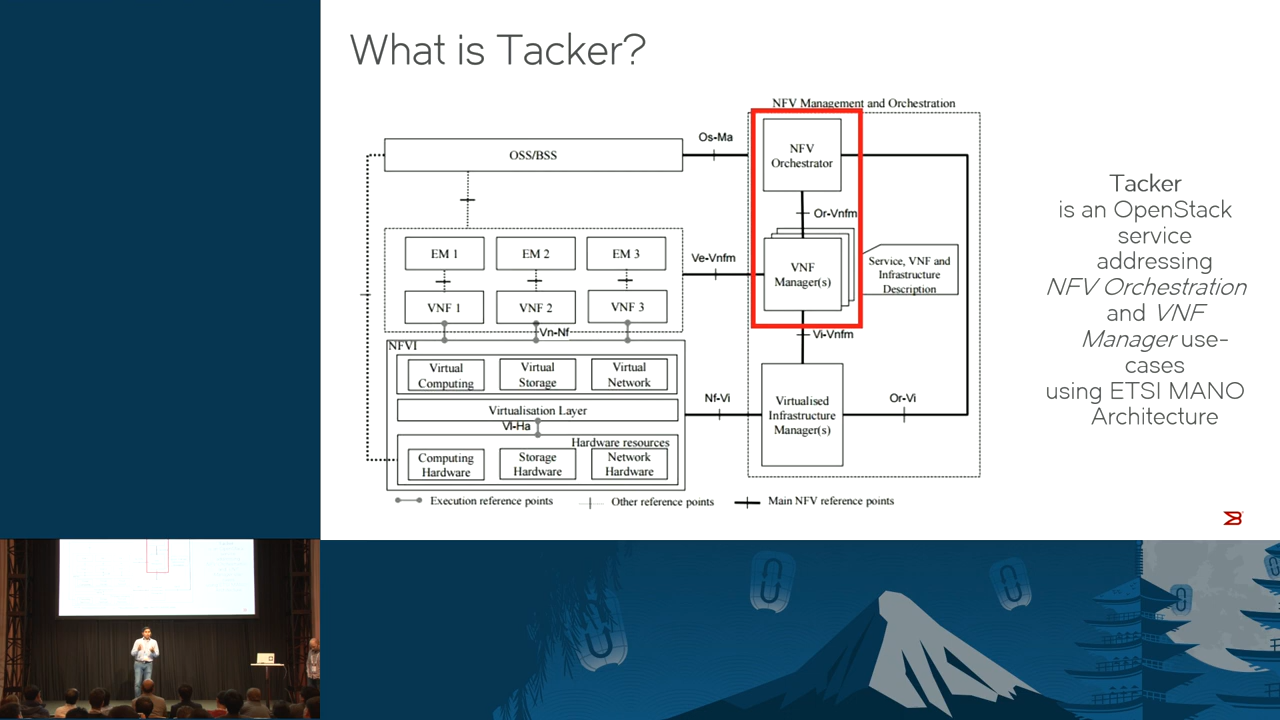 What is Tacker?
NFV Management and Orchestration
Os-Ma
OSS/BSS
NFV
Orchestrator
Or-Vnfm
EM 1
EM 2
EM 3
Ve-Vnfm
VNF
Manager(s)
Service, VNF and
Infrastructure
Description
VNF 1
VNF 2
VNF 3
Vn-Nf
Vi-Vnfm
NFVI
Virtual
Computing
Virtual
Storage
Virtual
Network
Virtualisation Layer
Nf-Vi
Virtualised
Infrastructure
Manager(s)
Or-Vi
Vl-Ha
Hardware resources
Computing
Hardware
Storage
Hardware
Network
Hardware
Execution reference points
Other reference points
Main NFV reference points
Tacker
is an OpenStack
service
addressing
NFV Orchestration
and VNF
Manager use-
cases
using ETSI MANO
Architecture